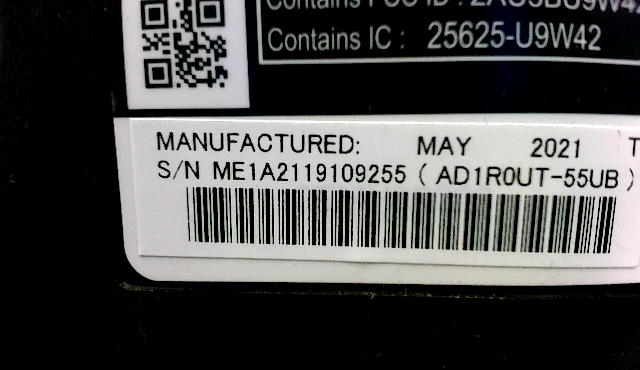 Contains IC : 25625-U9W42
MANUFACTURED: MAY 2021 T
S/N ME1A2119109255 ( AD1R0UT-55UB )